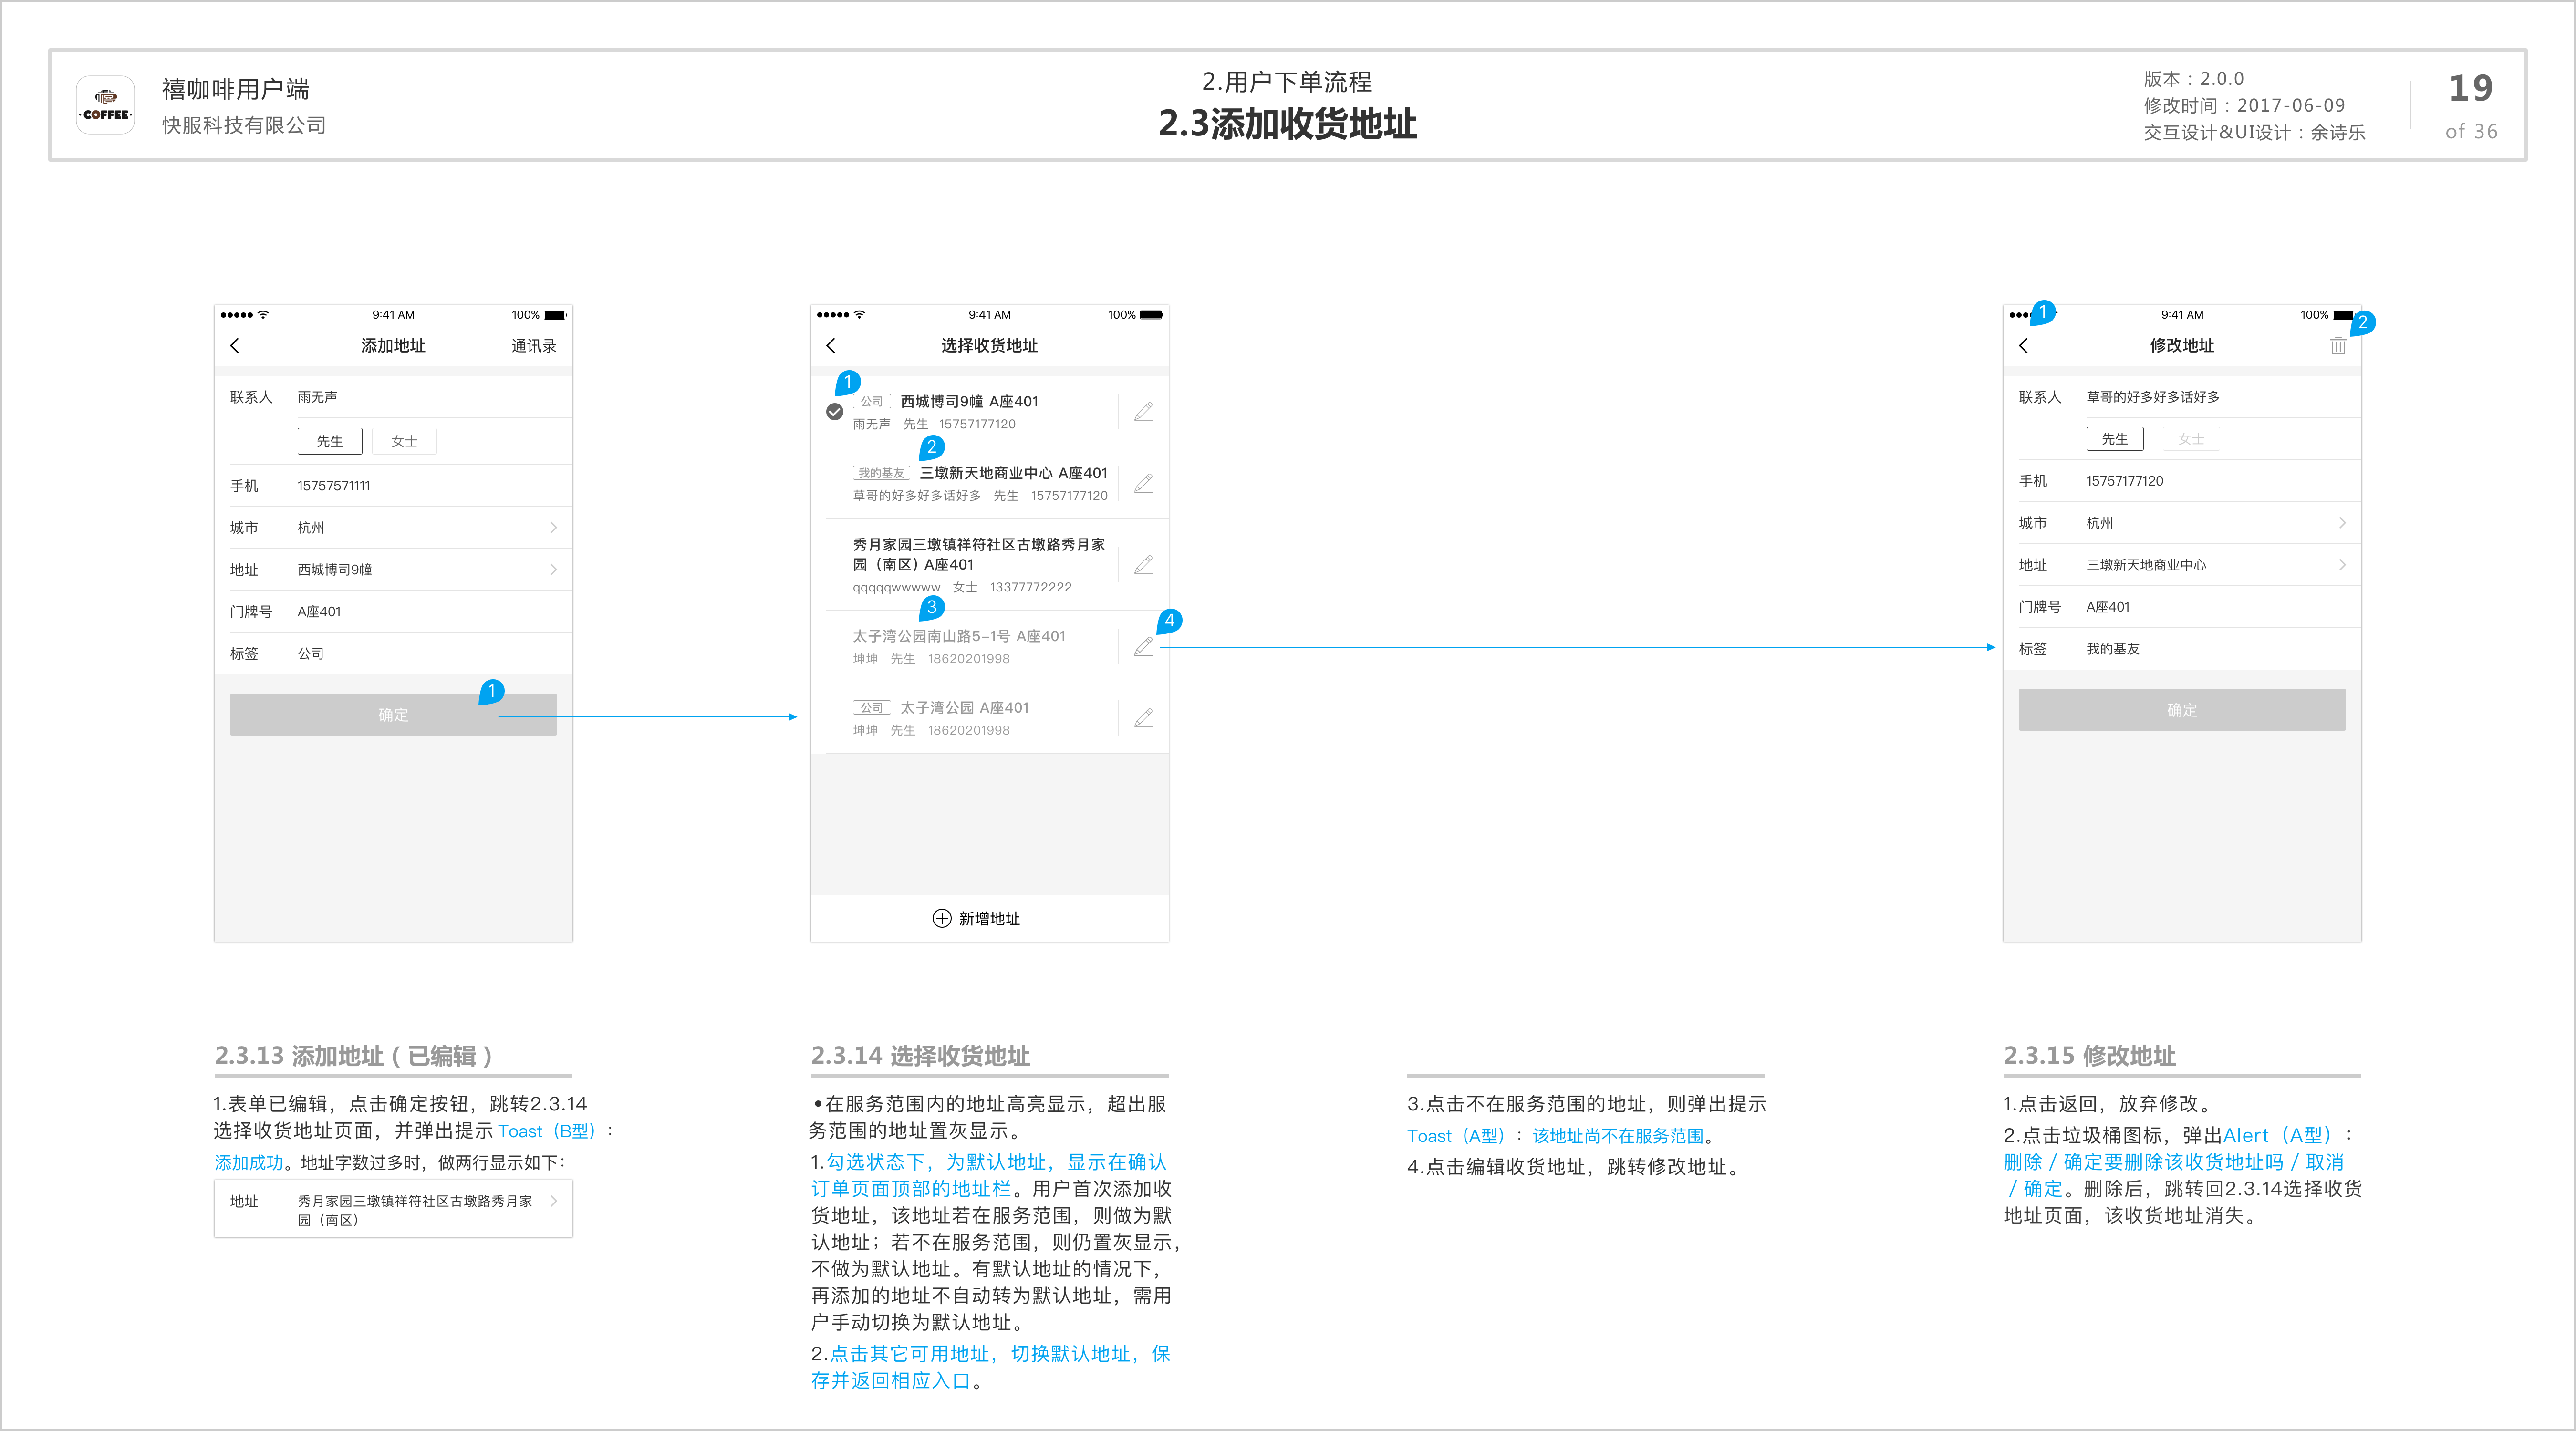 COFFEE
禧咖啡用户端
快服科技有限公司
2.用户下单流程
2.3添加收货地址
版本：2.0.0
修改时间：2017-06-09
交互设计&UI设计：余诗乐
19
of 36
9:41 AM 100%
添加地址 通讯录
联系人 雨无声
先生 女士
手机 15757571111
城市 杭州
地址 西城博司9幢
门牌号 A座401
标签 公司
1
确定
9:41 AM 100%
选择收货地址
1
公司 西城博司9幢 A座401
雨无声 先生 15757177120
2
我的基友 三墩新天地商业中心 A座401
草哥的好多好多话好多 先生 15757177120
秀月家园三墩镇祥符社区古墩路秀月家
园（南区）A座401
qqqqqwwwww 女士 13377772222
3
4
太子湾公园南山路5-1号 A座401
坤坤 先生 18620201998
公司 太子湾公园 A座401
坤坤 先生 18620201998
新增地址
1
9:41 AM 100%
2
修改地址
联系人 草哥的好多好多话好多
先生 女士
手机 15757177120
城市 杭州
地址 三墩新天地商业中心
门牌号 A座401
标签 我的基友
确定
2.3.13 添加地址（已编辑）
1.表单已编辑，点击确定按钮，跳转2.3.14
选择收货地址页面，并弹出提示 Toast（B型）：
添加成功。地址字数过多时，做两行显示如下：
地址 秀月家园三墩镇祥符社区古墩路秀月家
园（南区）
2.3.14 选择收货地址
•在服务范围内的地址高亮显示，超出服
务范围的地址置灰显示。
1.勾选状态下，为默认地址，显示在确认
订单页面顶部的地址栏。用户首次添加收
货地址，该地址若在服务范围，则做为默
认地址；若不在服务范围，则仍置灰显示，
不做为默认地址。有默认地址的情况下，
再添加的地址不自动转为默认地址，需用
户手动切换为默认地址。
2.点击其它可用地址，切换默认地址，保
存并返回相应入口。
3.点击不在服务范围的地址，则弹出提示
Toast（A型）：该地址尚不在服务范围。
4.点击编辑收货地址，跳转修改地址。
2.3.15 修改地址
1.点击返回，放弃修改。
2.点击垃圾桶图标，弹出Alert（A型）：
删除 / 确定要删除该收货地址吗 / 取消
/ 确定。删除后，跳转回2.3.14选择收货
地址页面，该收货地址消失。